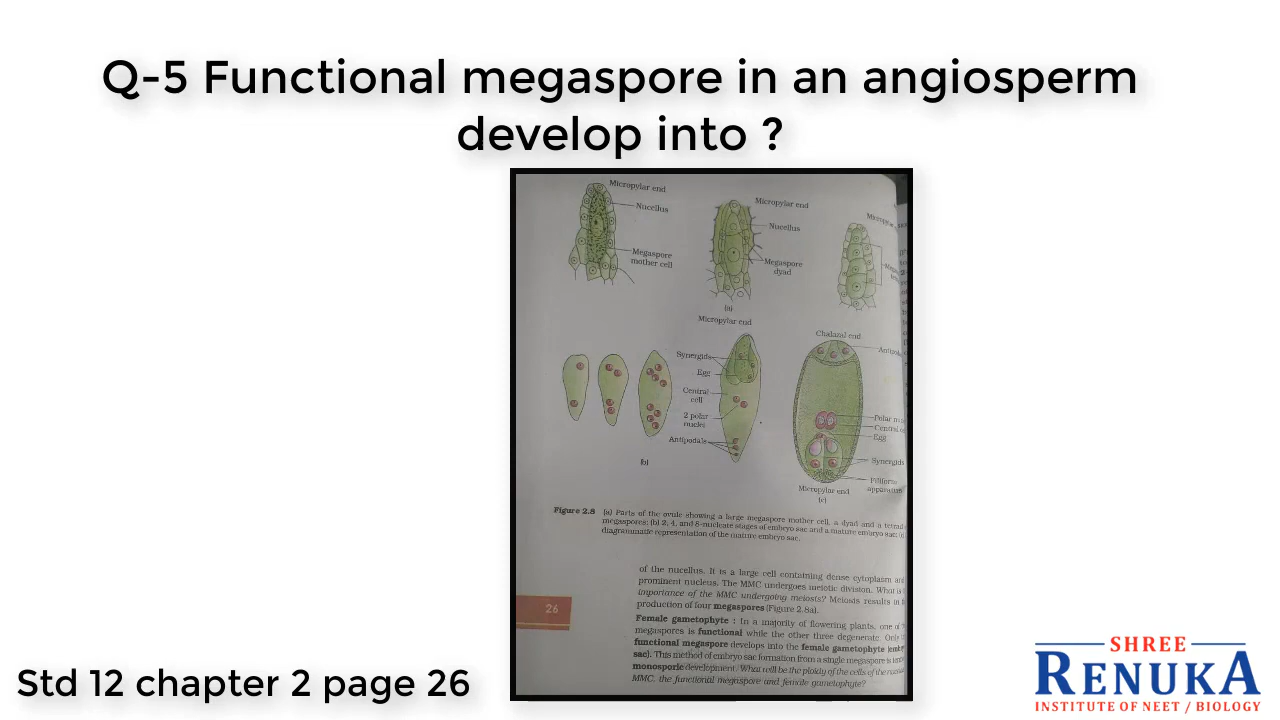 Q-5 Functional megaspore in an angiosperm
develop into ?
Micropylar end
Nucellus
Megaspore
mother cell
Micropylar end
Nucellus
Megaspore
dyad
(a)
Micropylar end
Synergids
Egg
Central
cell
2 polar
nuclei
Antipodals
(b)
Chalazal end
Polar
Central
Egg
Synergids
Filiform
apparatus
Micropylar end
(c)
Figure 2.8 (a) Parts of the ovule showing a large megaspore mother cell, a dyad and a tetrad
megaspores; (b) 2, 4, and 8-nucleate stages of embryo sac and a mature embryo sac;
diagrammatic representation of the mature embryo sac.
of the nucellus. It is a large cell containing dense cytoplasm
prominent nucleus. The MMC undergoes meiotic division. What is
importance of the MMC undergoing meiosis? Meiosis results in
production of four megaspores (Figure 2.8a).
26
Female gametophyte : In a majority of flowering plants, one of
megaspores is functional while the other three degenerate. Only
functional megaspore develops into the female gametophyte
sac). This method of embryo sac formation from a single megaspore is
monosporic development. What will be the ploidy of the cells of the
MMC, the functional megaspore and female gametophyte?
Std 12 chapter 2 page 26
SHREE
RENUKA
INSTITUTE OF NEET / BIOLOGY